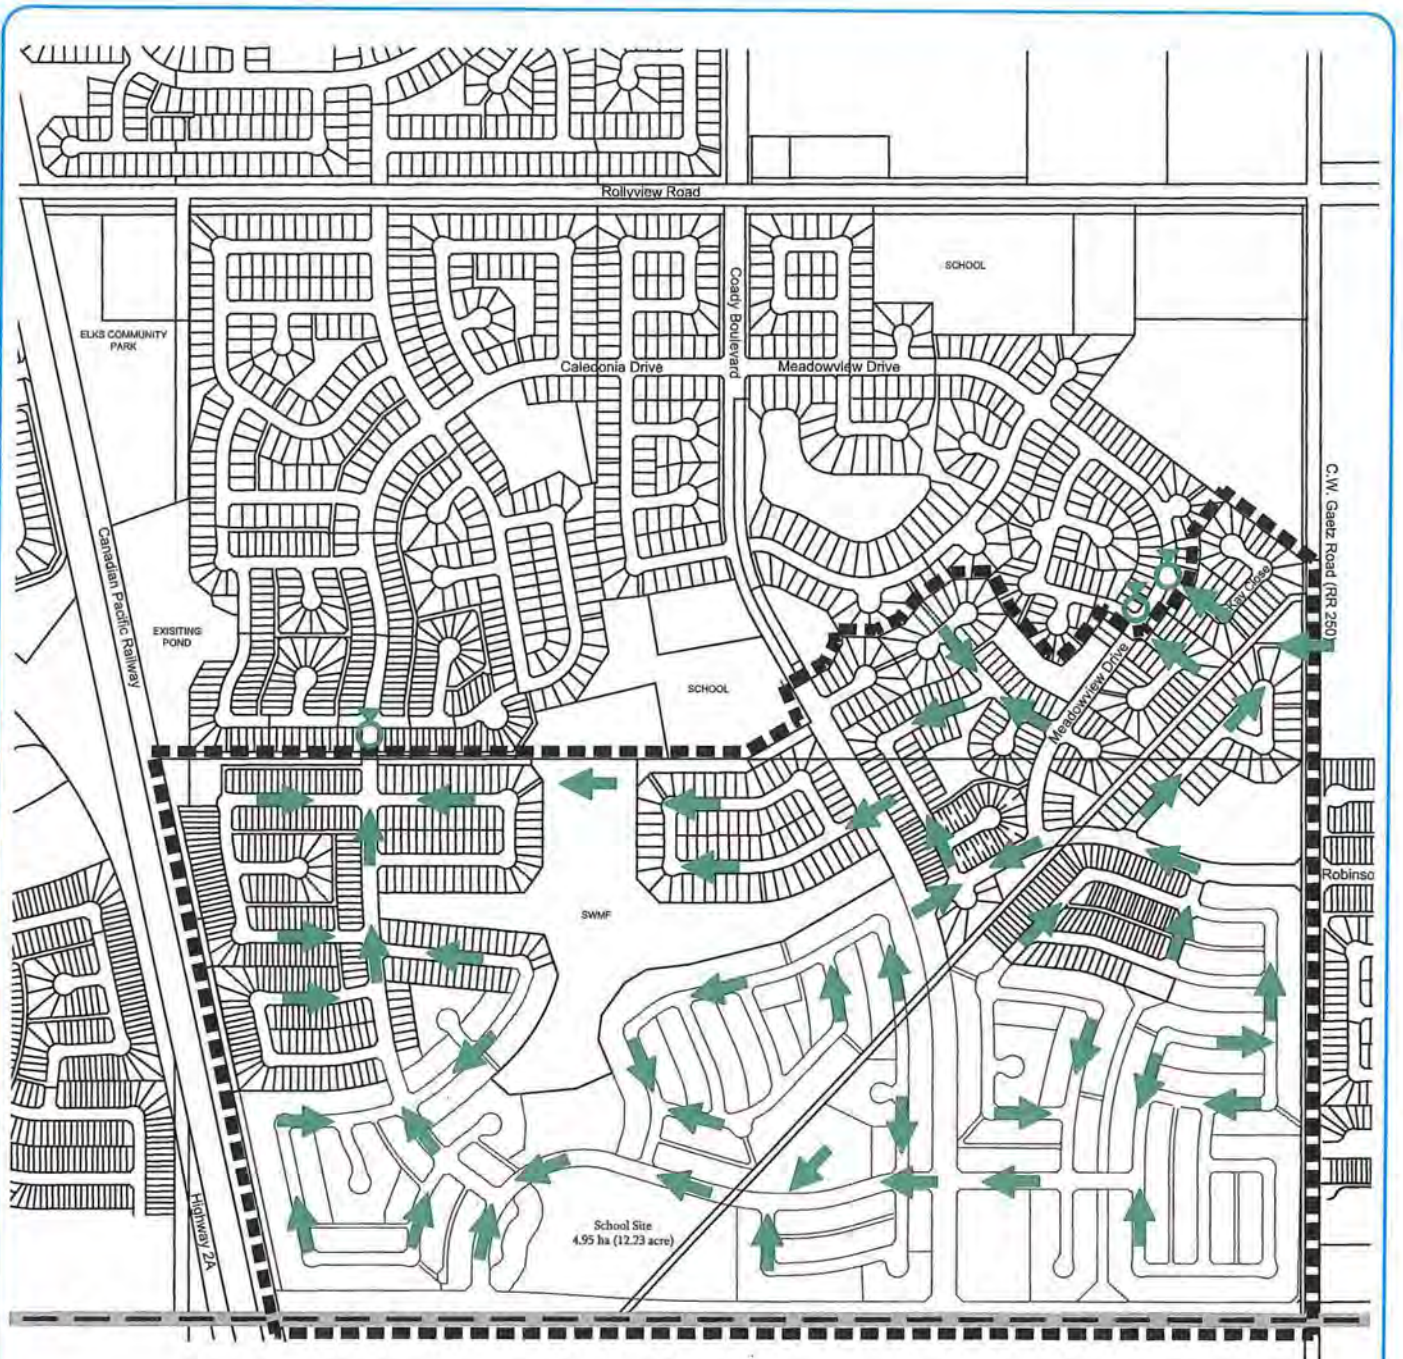 Rollyview Road
SCHOOL
Coady Boulevard
ELKS COMMUNITY
PARK
Caledonia Drive
Meadowview Drive
C.W. Gaetz Road (RR 250)
Canadian Pacific Railway
Kay Close
EXISITING
POND
SCHOOL
Meadowview Drive
Robinso
SWMF
Highway 2A
School Site
4.95 ha (12.23 acre)